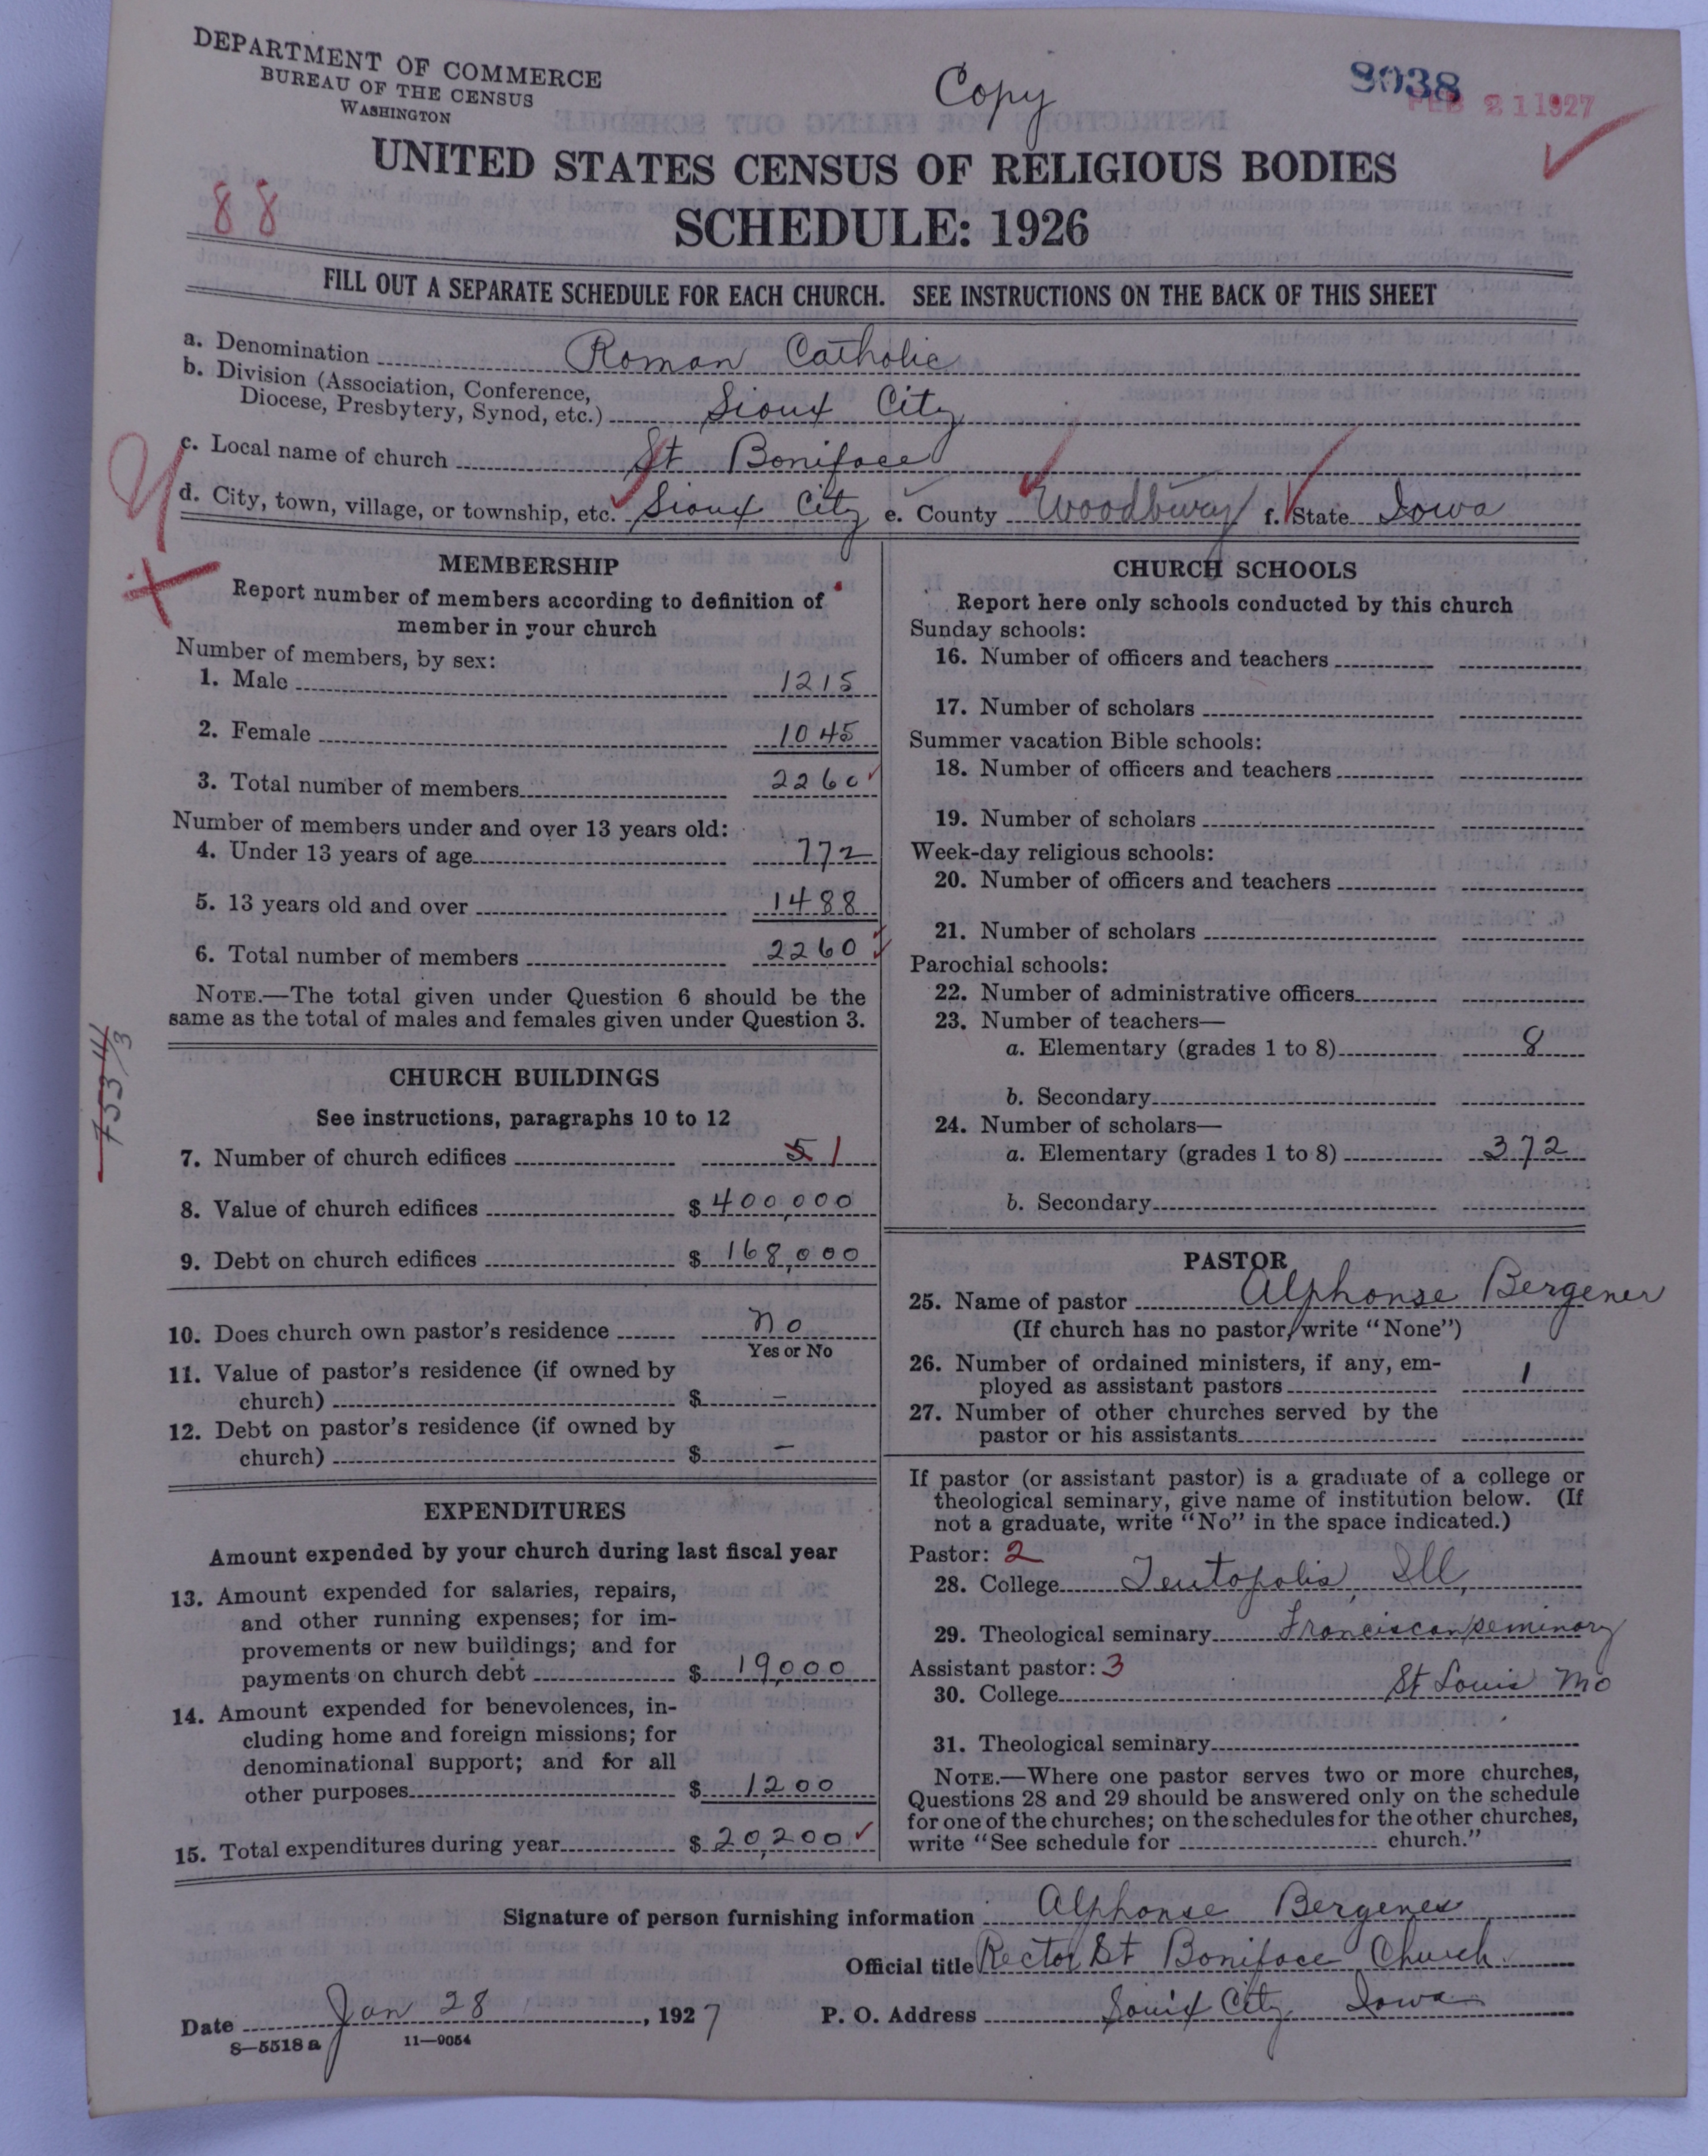 DEPARTMENT OF COMMERCE
BUREAU OF THE CENSUS
WASHINGTON
Copy
8038
FEB 21 1927
UNITED STATES CENSUS OF RELIGIOUS BODIES
88
SCHEDULE: 1926
FILL OUT A SEPARATE SCHEDULE FOR EACH CHURCH. SEE INSTRUCTIONS ON THE BACK OF THIS SHEET
a. Denomination Roman Catholic
b. Division (Association, Conference,
Diocese, Presbytery, Synod, etc.) Sioux City
c. Local name of church St Boniface
d. City, town, village, or township, etc. Sioux City e. County Woodbury f. State Iowa
MEMBERSHIP
Report number of members according to definition of
member in your church
Number of members, by sex:
1. Male 1215
2. Female 1045
3. Total number of members 2260
Number of members under and over 13 years old:
4. Under 13 years of age 772
5. 13 years old and over 1488
6. Total number of members 2260
NOTE.—The total given under Question 6 should be the
same as the total of males and females given under Question 3.
CHURCH BUILDINGS
See instructions, paragraphs 10 to 12
7. Number of church edifices 5 1
8. Value of church edifices $ 400,000
9. Debt on church edifices $ 168,000
10. Does church own pastor's residence no
Yes or No
11. Value of pastor's residence (if owned by
church) $ –
12. Debt on pastor's residence (if owned by
church) $ –
EXPENDITURES
Amount expended by your church during last fiscal year
13. Amount expended for salaries, repairs,
and other running expenses; for im-
provements or new buildings; and for
payments on church debt $ 19,000
14. Amount expended for benevolences, in-
cluding home and foreign missions; for
denominational support; and for all
other purposes $ 1200
15. Total expenditures during year $ 20,200
CHURCH SCHOOLS
Report here only schools conducted by this church
Sunday schools:
16. Number of officers and teachers
17. Number of scholars
Summer vacation Bible schools:
18. Number of officers and teachers
19. Number of scholars
Week-day religious schools:
20. Number of officers and teachers
21. Number of scholars
Parochial schools:
22. Number of administrative officers
23. Number of teachers—
a. Elementary (grades 1 to 8) 8
b. Secondary
24. Number of scholars—
a. Elementary (grades 1 to 8) 372
b. Secondary
PASTOR
25. Name of pastor Alphonse Bergener
(If church has no pastor, write "None")
26. Number of ordained ministers, if any, em-
ployed as assistant pastors 1
27. Number of other churches served by the
pastor or his assistants
If pastor (or assistant pastor) is a graduate of a college or
theological seminary, give name of institution below. (If
not a graduate, write "No" in the space indicated.)
Pastor: 2
28. College Teutopolis, Ill,
29. Theological seminary Franciscan seminary
Assistant pastor: 3
30. College St Louis Mo
31. Theological seminary
NOTE.—Where one pastor serves two or more churches,
Questions 28 and 29 should be answered only on the schedule
for one of the churches; on the schedules for the other churches,
write "See schedule for church."
Signature of person furnishing information Alphonse Bergener
Official title Rector St Boniface Church
Date Jan 28, 1927 P. O. Address Souix City Iowa
8—5518a 11—9054